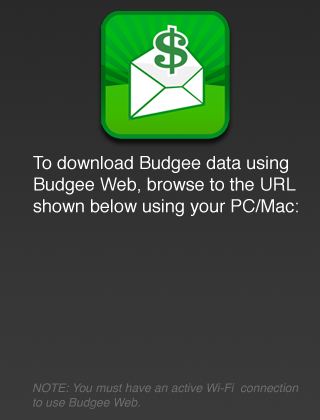 $
To download Budgee data using
Budgee Web, browse to the URL
shown below using your PC/Mac:
NOTE: You must have an active Wi-Fi connection
to use Budgee Web.